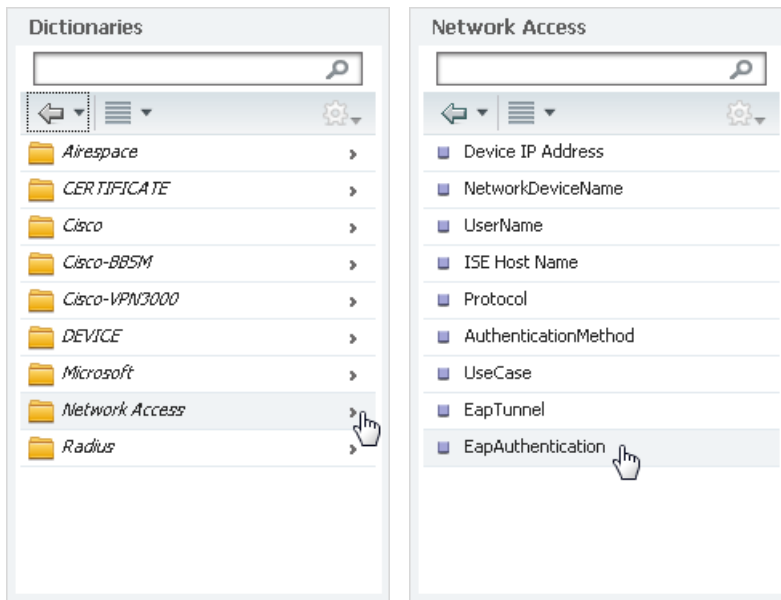 Dictionaries
Airespace
CERTIFICATE
Cisco
Cisco-BBSM
Cisco-VPN3000
DEVICE
Microsoft
Network Access
Radius
Network Access
Device IP Address
NetworkDeviceName
UserName
ISE Host Name
Protocol
AuthenticationMethod
UseCase
EapTunnel
EapAuthentication